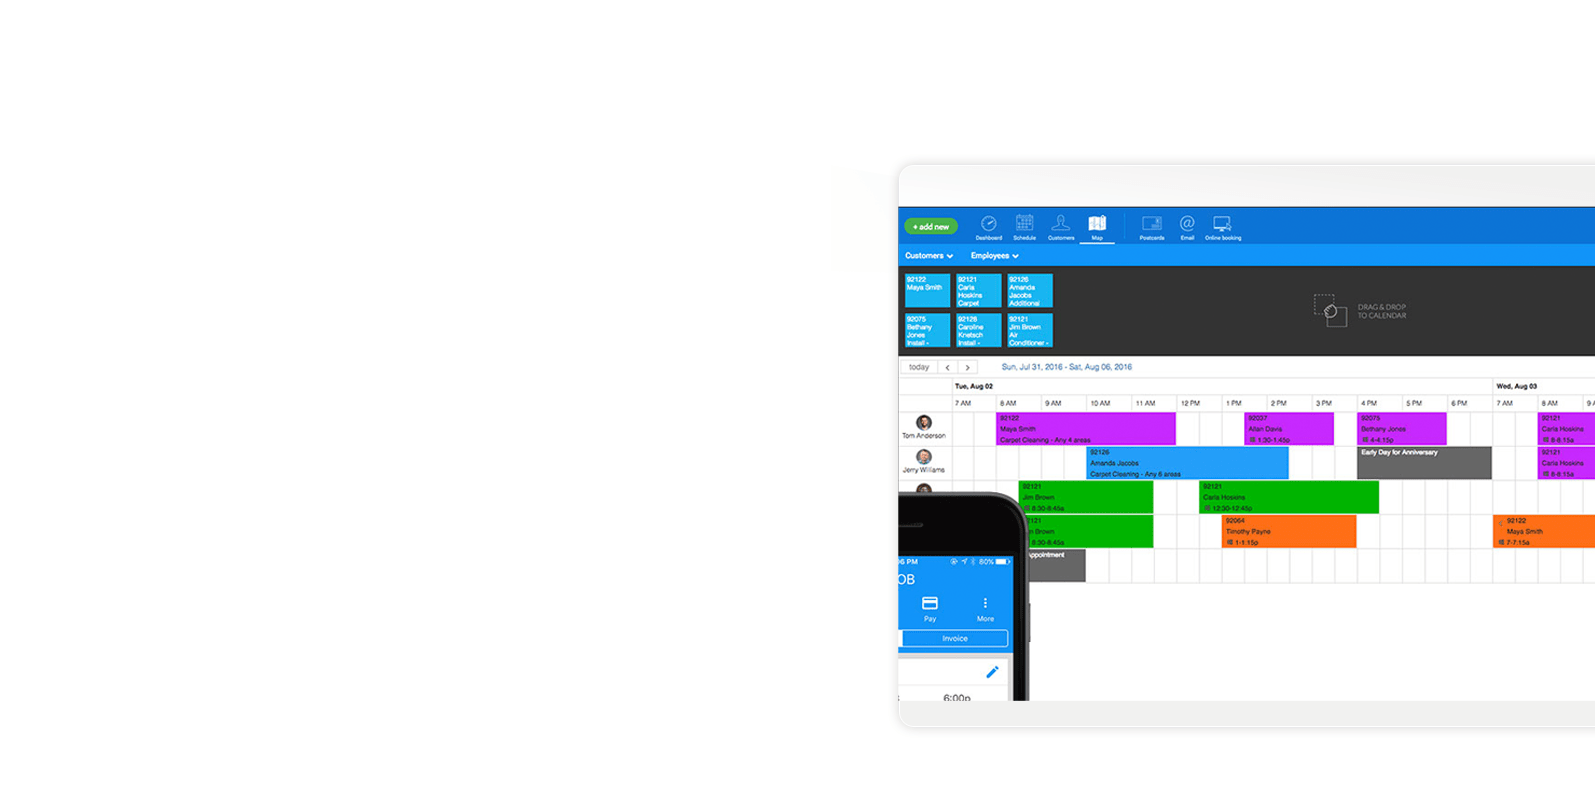 + add new
Dashboard
Schedule
Customers
Map
Postcards
Email
Online booking
Customers
Employees
92122
Maya Smith
92121
Carla
Hoskins
Carpet
92126
Amanda
Jacobs
Additional
92075
Bethany
Jones
Install -
92128
Caroline
Knetsch
Install -
92121
Jim Brown
Air
Conditioner -
DRAG & DROP
TO CALENDAR
today
Sun, Jul 31, 2016 - Sat, Aug 06, 2016
Tue, Aug 02
Wed, Aug 03
7 AM 8 AM 9 AM 10 AM 11 AM 12 PM 1 PM 2 PM 3 PM 4 PM 5 PM 6 PM 7 AM 8 AM 9 A
Tom Anderson
92122
Maya Smith
Carpet Cleaning - Any 4 areas
92037
Allan Davis
1:30-1:45p
92075
Bethany Jones
4-4:15p
92121
Carla Hoskins
8-8:15a
Jerry Williams
92126
Amanda Jacobs
Carpet Cleaning - Any 6 areas
Early Day for Anniversary
92121
Carla Hoskins
8-8:15a
92121
Jim Brown
8:30-8:45a
92121
Carla Hoskins
12:30-12:45p
121
Brown
8:30-8:45a
92064
Timothy Payne
1-1:15p
92122
Maya Smith
7-7:15a
ppointment
06 PM
80%
OB
Pay
More
Invoice
6:00p